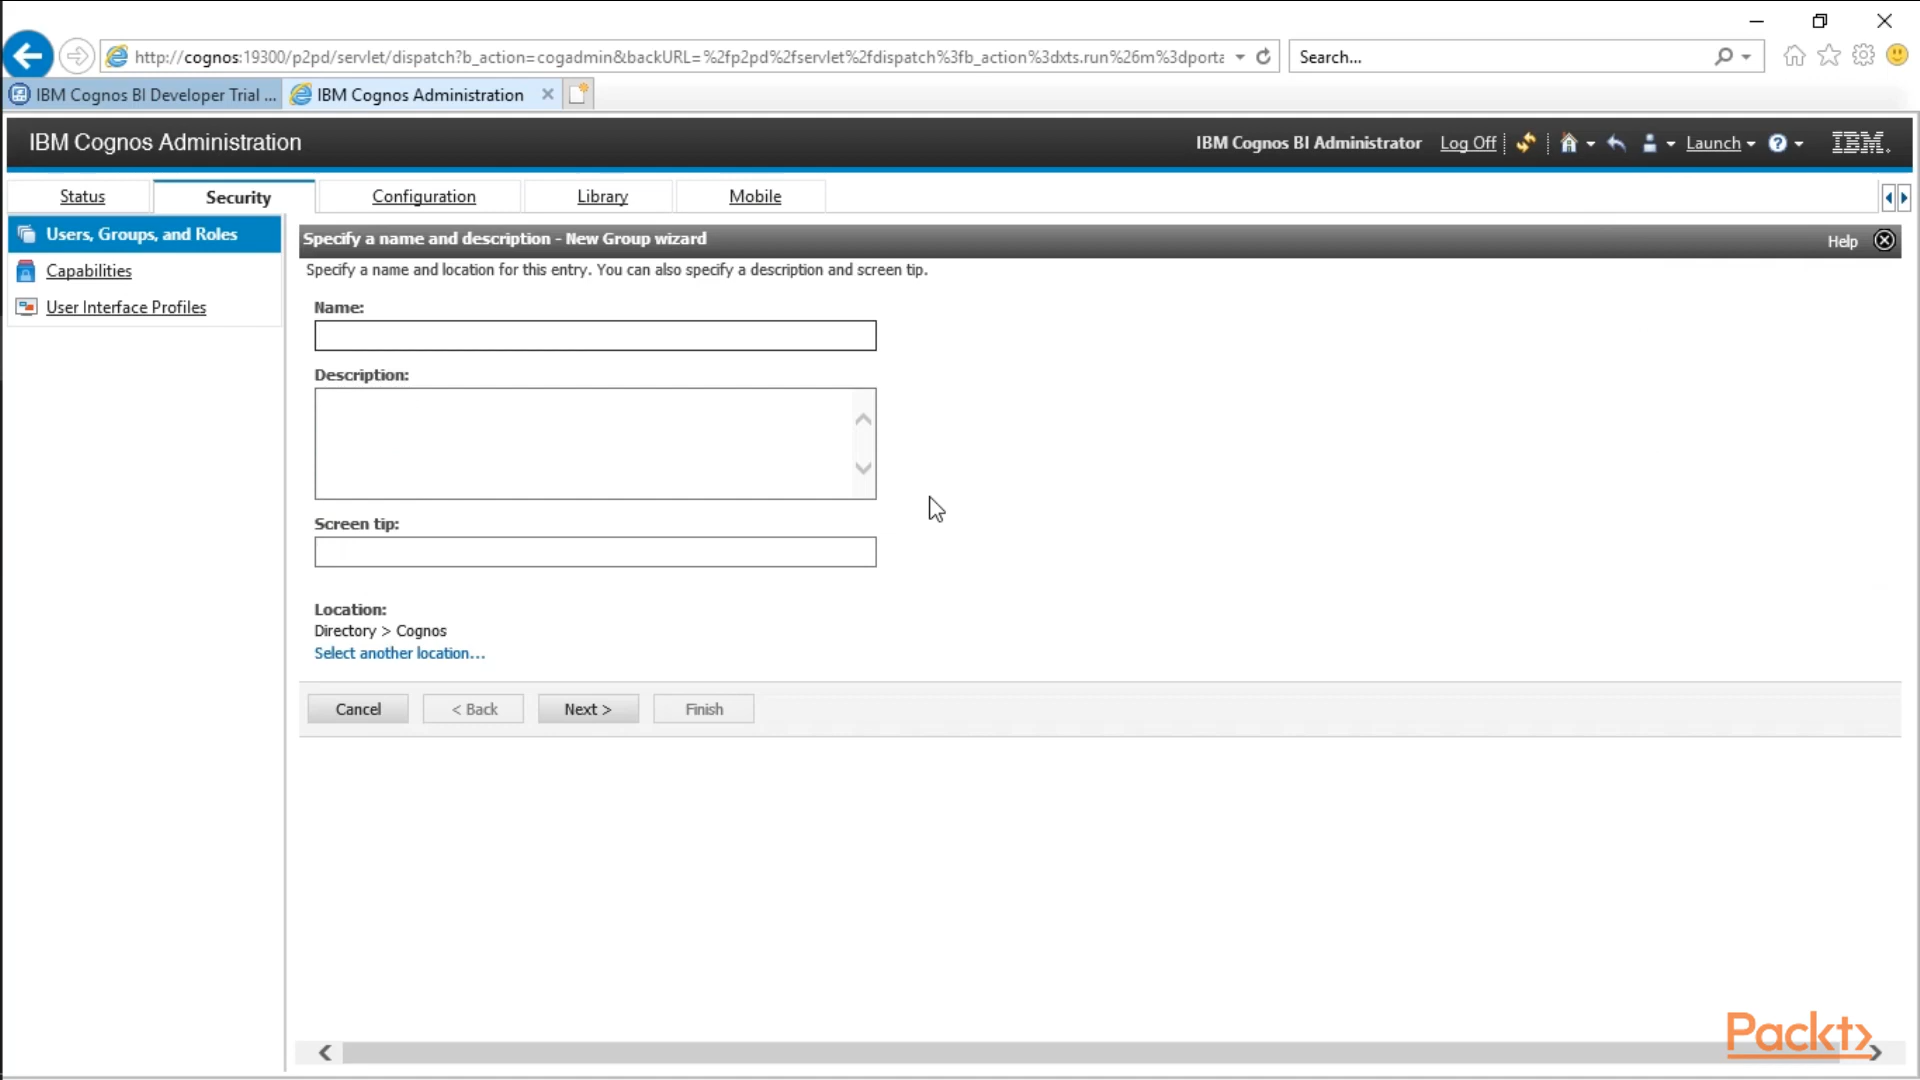 http://cognos:19300/p2pd/servlet/dispatch?b_action=cogadmin&backURL=%2fp2pd%2fservlet%2fdispatch%3fb_action%3dxts.run%26m%3dporta
Search...
IBM Cognos BI Developer Trial ...
IBM Cognos Administration
IBM Cognos Administration
IBM Cognos BI Administrator
Log Off
Launch
IBM.
Status
Security
Configuration
Library
Mobile
Users, Groups, and Roles
Capabilities
User Interface Profiles
Specify a name and description - New Group wizard
Help
Specify a name and location for this entry. You can also specify a description and screen tip.
Name:
Description:
Screen tip:
Location:
Directory > Cognos
Select another location...
Cancel
< Back
Next >
Finish
Packt>